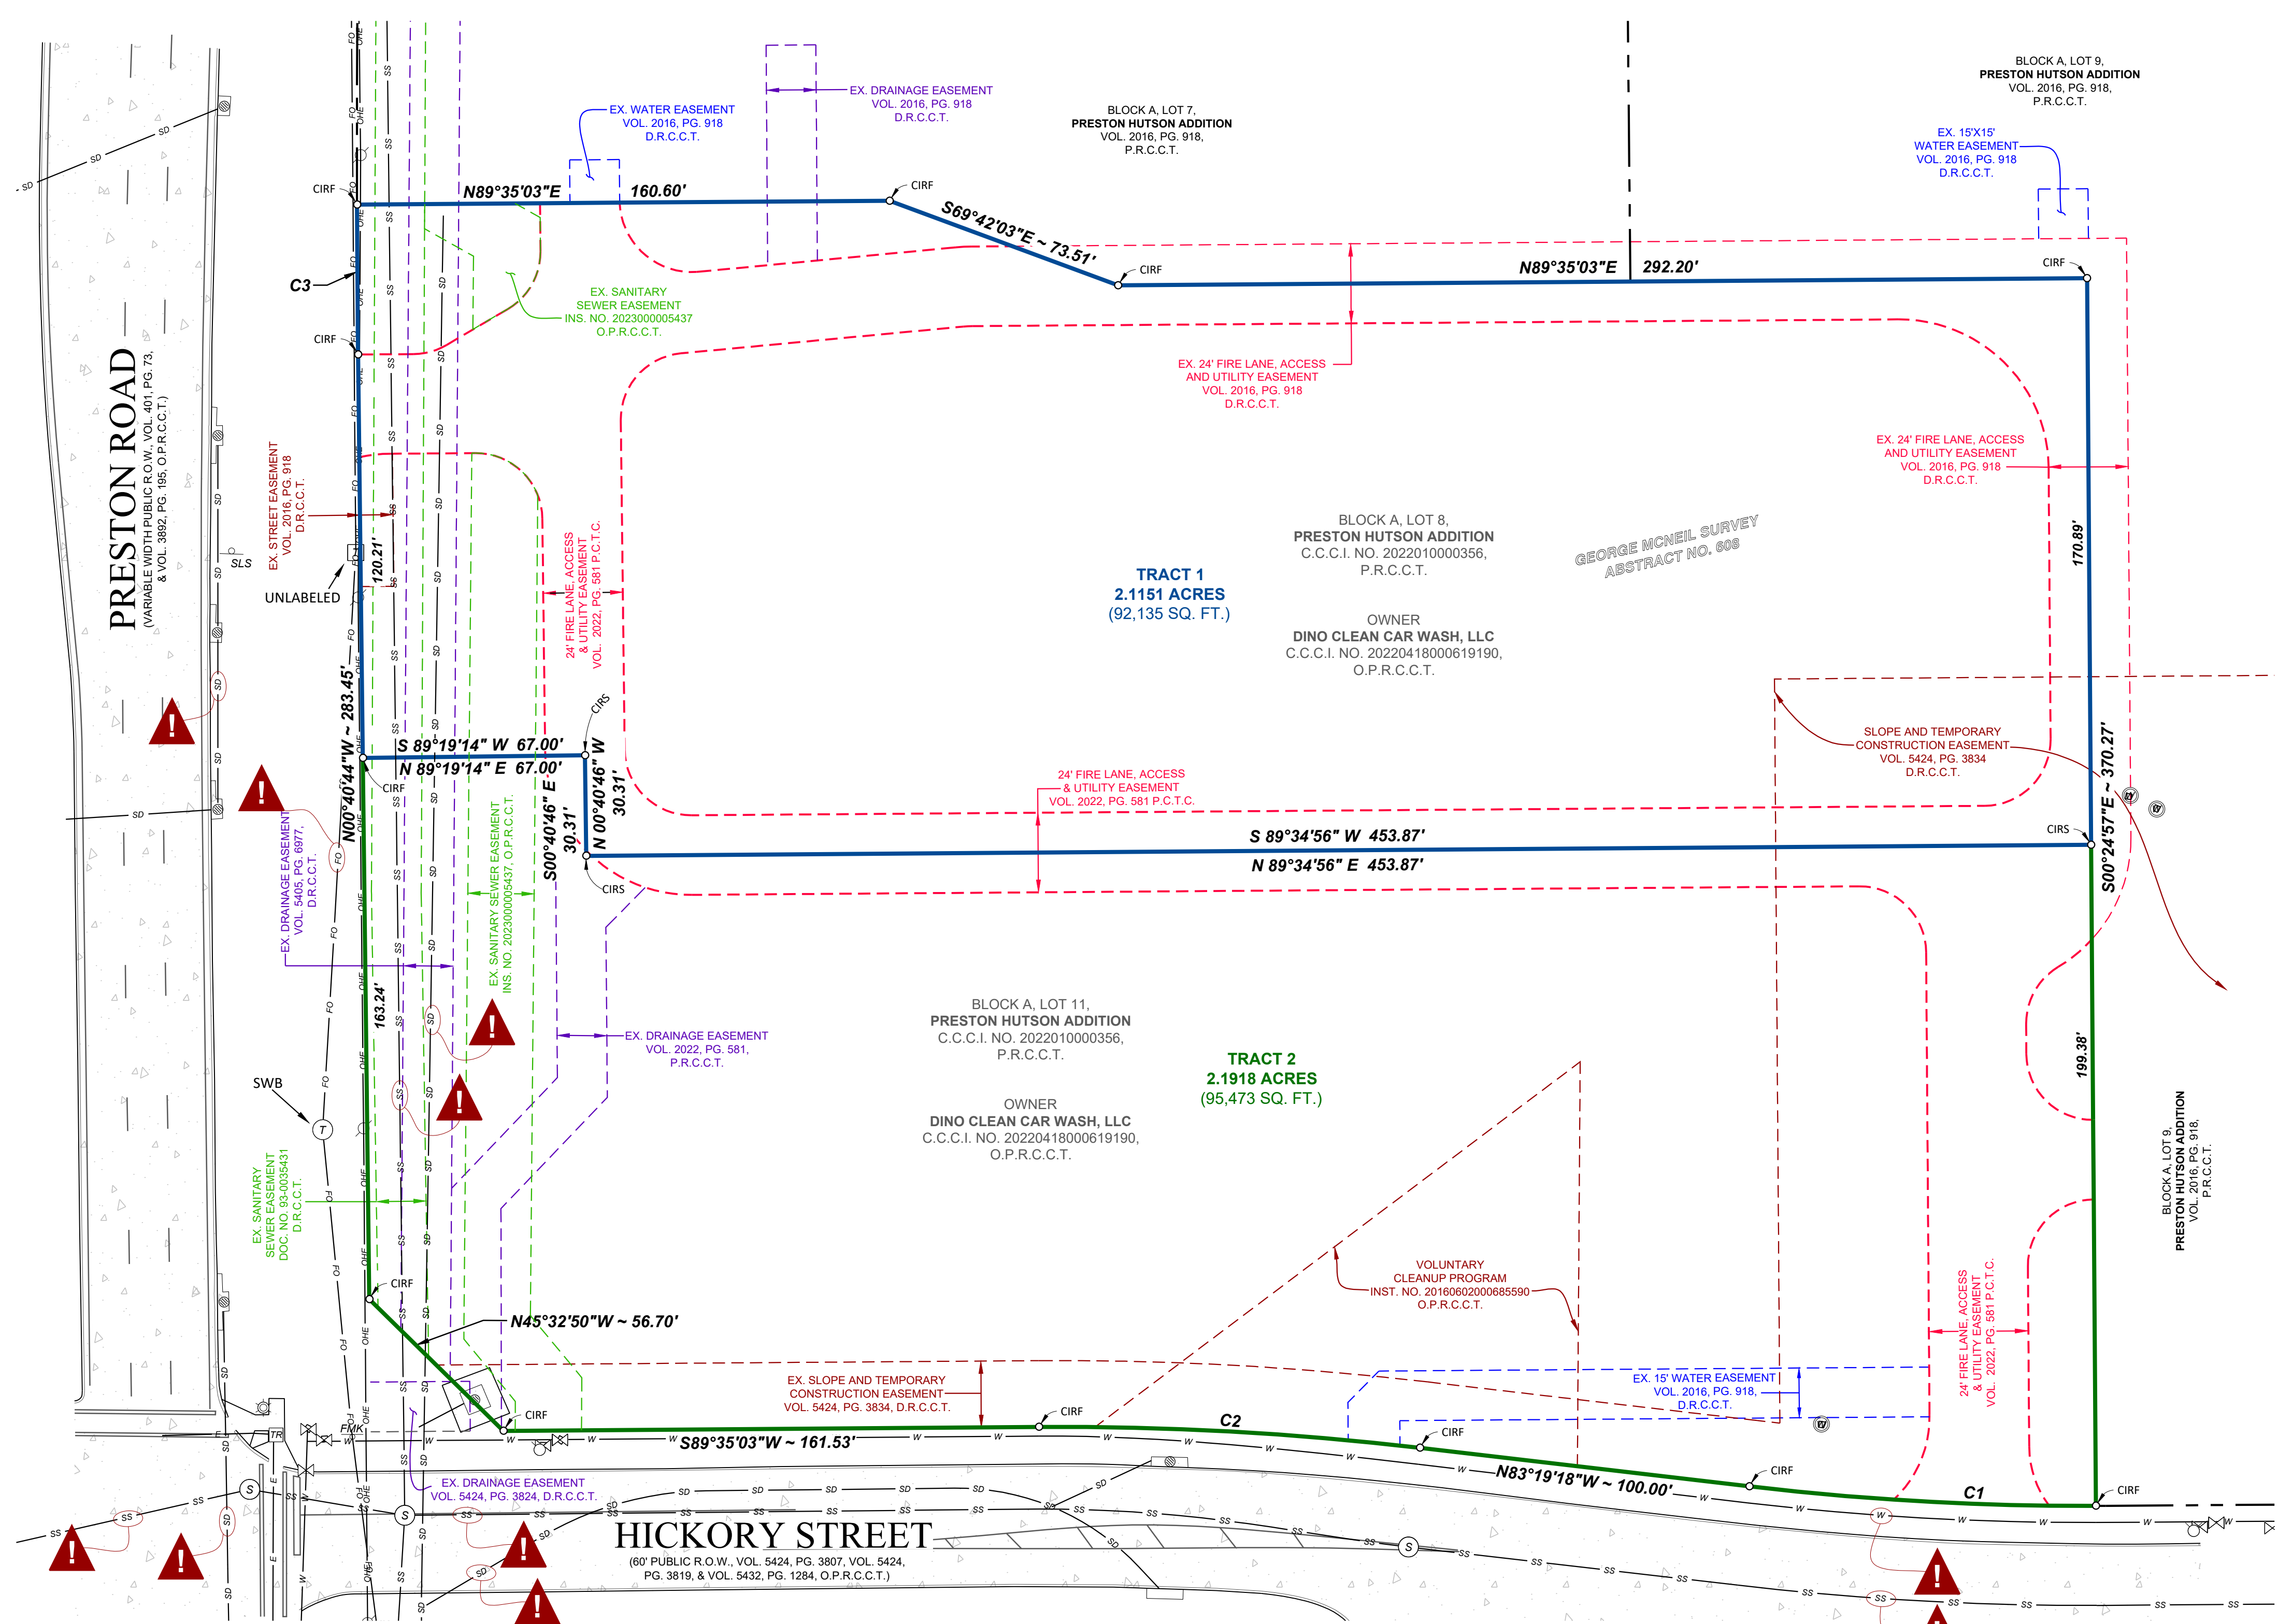 BLOCK A, LOT 9,
PRESTON HUTSON ADDITION
VOL. 2016, PG. 918,
P.R.C.C.T.
EX. DRAINAGE EASEMENT
VOL. 2016, PG. 918
D.R.C.C.T.
EX. WATER EASEMENT
VOL. 2016, PG. 918
D.R.C.C.T.
BLOCK A, LOT 7,
PRESTON HUTSON ADDITION
VOL. 2016, PG. 918,
P.R.C.C.T.
EX. 15'X15'
WATER EASEMENT
VOL. 2016, PG. 918
D.R.C.C.T.
CIRF
N89°35'03"E 160.60'
CIRF
S69°42'03"E ~ 73.51'
CIRF
N89°35'03"E 292.20'
CIRF
C3
EX. SANITARY
SEWER EASEMENT
INS. NO. 2023000005437
O.P.R.C.C.T.
CIRF
EX. 24' FIRE LANE, ACCESS
AND UTILITY EASEMENT
VOL. 2016, PG. 918
D.R.C.C.T.
EX. 24' FIRE LANE, ACCESS
AND UTILITY EASEMENT
VOL. 2016, PG. 918
D.R.C.C.T.
PRESTON ROAD
(VARIABLE WIDTH PUBLIC R.O.W., VOL. 401, PG. 73,
& VOL. 3892, PG. 195, O.P.R.C.C.T.)
EX. STREET EASEMENT
VOL. 2016, PG. 918
D.R.C.C.T.
SLS
UNLABELED
120.21'
24' FIRE LANE, ACCESS
& UTILITY EASEMENT
VOL. 2022, PG. 581 P.C.T.C.
BLOCK A, LOT 8,
PRESTON HUTSON ADDITION
C.C.C.I. NO. 2022010000356,
P.R.C.C.T.
GEORGE MCNEIL SURVEY
ABSTRACT NO. 608
TRACT 1
2.1151 ACRES
(92,135 SQ. FT.)
OWNER
DINO CLEAN CAR WASH, LLC
C.C.C.I. NO. 20220418000619190,
O.P.R.C.C.T.
170.89'
N00°40'44"W ~ 283.45'
S 89°19'14" W 67.00'
N 89°19'14" E 67.00'
CIRS
CIRF
S00°40'46" E
30.31'
N 00°40'46" W
30.31'
CIRS
SLOPE AND TEMPORARY
CONSTRUCTION EASEMENT
VOL. 5424, PG. 3834
D.R.C.C.T.
24' FIRE LANE, ACCESS
& UTILITY EASEMENT
VOL. 2022, PG. 581 P.C.T.C.
S 89°34'56" W 453.87'
N 89°34'56" E 453.87'
CIRS
S00°24'57"E ~ 370.27'
EX. DRAINAGE EASEMENT
VOL. 5405, PG. 6977,
D.R.C.C.T.
EX. SANITARY SEWER EASEMENT
INS. NO. 2023000005437, O.P.R.C.C.T.
163.24'
EX. DRAINAGE EASEMENT
VOL. 2022, PG. 581,
P.R.C.C.T.
BLOCK A, LOT 11,
PRESTON HUTSON ADDITION
C.C.C.I. NO. 2022010000356,
P.R.C.C.T.
TRACT 2
2.1918 ACRES
(95,473 SQ. FT.)
OWNER
DINO CLEAN CAR WASH, LLC
C.C.C.I. NO. 20220418000619190,
O.P.R.C.C.T.
199.38'
SWB
T
EX. SANITARY
SEWER EASEMENT
DOC. NO. 93-0035431
D.R.C.C.T.
BLOCK A, LOT 9,
PRESTON HUTSON ADDITION
VOL. 2016, PG. 918,
P.R.C.C.T.
CIRF
N45°32'50"W ~ 56.70'
VOLUNTARY
CLEANUP PROGRAM
INST. NO. 20160602000685590
O.P.R.C.C.T.
24' FIRE LANE, ACCESS
& UTILITY EASEMENT
VOL. 2022, PG. 581 P.C.T.C.
EX. SLOPE AND TEMPORARY
CONSTRUCTION EASEMENT
VOL. 5424, PG. 3834, D.R.C.C.T.
EX. 15' WATER EASEMENT
VOL. 2016, PG. 918,
D.R.C.C.T.
CIRF
S89°35'03"W ~ 161.53'
CIRF
C2
CIRF
N83°19'18"W ~ 100.00'
CIRF
C1
CIRF
FMK
TR
EX. DRAINAGE EASEMENT
VOL. 5424, PG. 3824, D.R.C.C.T.
HICKORY STREET
(60' PUBLIC R.O.W., VOL. 5424, PG. 3807, VOL. 5424,
PG. 3819, & VOL. 5432, PG. 1284, O.P.R.C.C.T.)